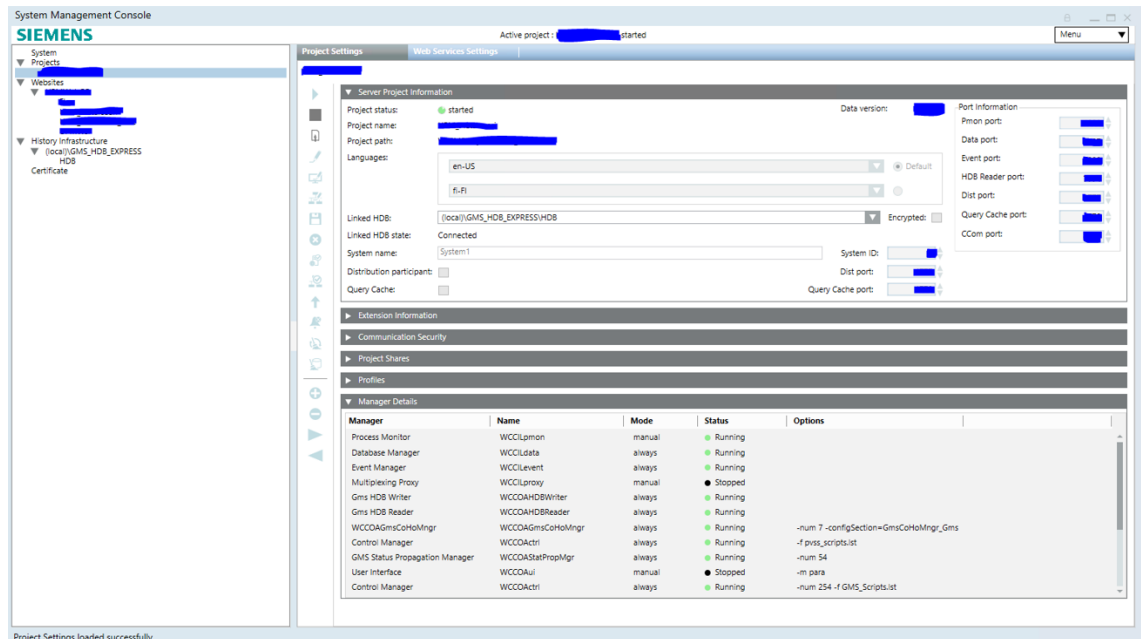 System Management Console
SIEMENS
Active project :
started
Menu
System
Projects
Websites
History Infrastructure
(local)\GMS_HDB_EXPRESS
HDB
Certificate
Project Settings
Web Services Settings
Server Project Information
Project status: started
Data version:
Project name:
Project path:
Languages:
en-US
Default
fi-FI
Linked HDB: (local)\GMS_HDB_EXPRESS\HDB
Encrypted:
Linked HDB state: Connected
System name: System1
System ID:
Distribution participant:
Dist port:
Query Cache:
Query Cache port:
Port Information
Pmon port:
Data port:
Event port:
HDB Reader port:
Dist port:
Query Cache port:
CCom port:
Extension Information
Communication Security
Project Shares
Profiles
Manager Details
Manager Name Mode Status Options
Process Monitor WCCILpmon manual Running
Database Manager WCCILdata always Running
Event Manager WCCILevent always Running
Multiplexing Proxy WCCILproxy manual Stopped
Gms HDB Writer WCCOAHDBWriter always Running
Gms HDB Reader WCCOAHDBReader always Running
WCCOAGmsCoHoMngr WCCOAGmsCoHoMngr always Running -num 7 -configSection=GmsCoHoMngr_Gms
Control Manager WCCOActrl always Running -f pvss_scripts.lst
GMS Status Propagation Manager WCCOAStatPropMgr always Running -num 54
User Interface WCCOAui manual Stopped -m para
Control Manager WCCOActrl always Running -num 254 -f GMS_Scripts.lst
Project Settings loaded successfully